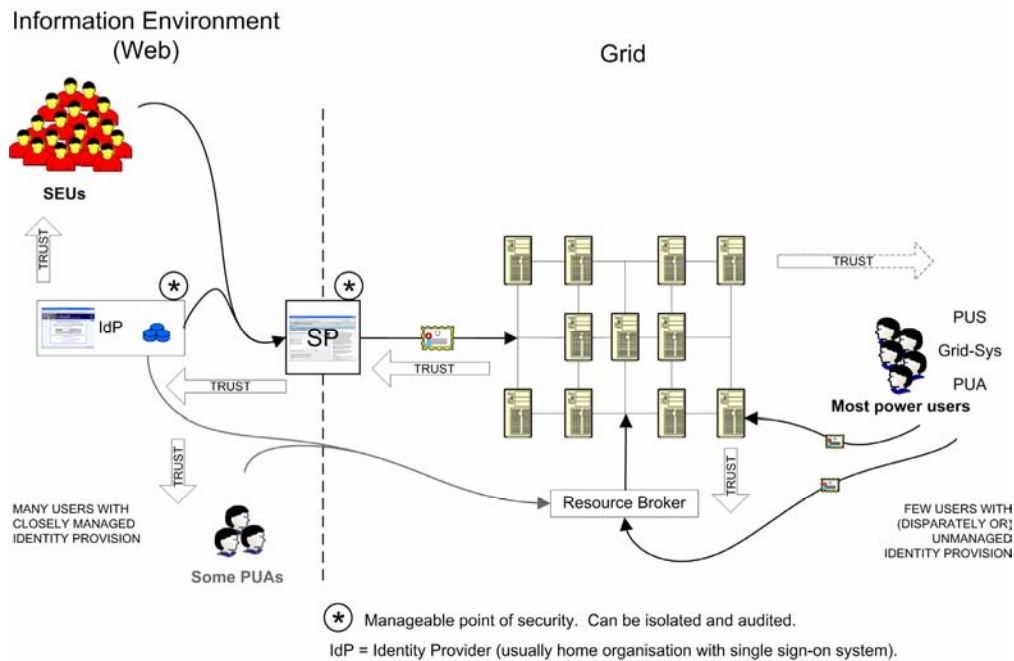 Information Environment
(Web)
Grid
SEUs
TRUST
TRUST
*
*
IdP
SP
PUS
Grid-Sys
PUA
Most power users
TRUST
TRUST
TRUST
TRUST
Resource Broker
MANY USERS WITH
CLOSELY MANAGED
IDENTITY PROVISION
FEW USERS WITH
(DISPARATELY OR)
UNMANAGED
IDENTITY PROVISION
Some PUAs
* Manageable point of security. Can be isolated and audited.
IdP = Identity Provider (usually home organisation with single sign-on system).